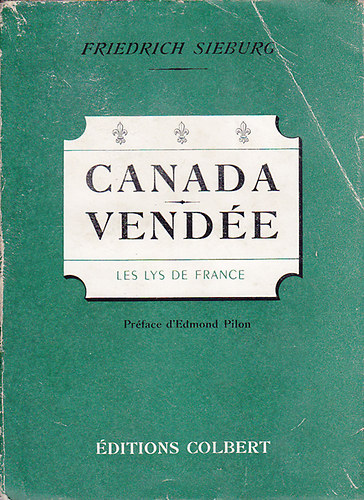 FRIEDRICH SIEBURG
CANADA
VENDÉE
LES LYS DE FRANCE
Préface d'Edmond Pilon
ÉDITIONS COLBERT